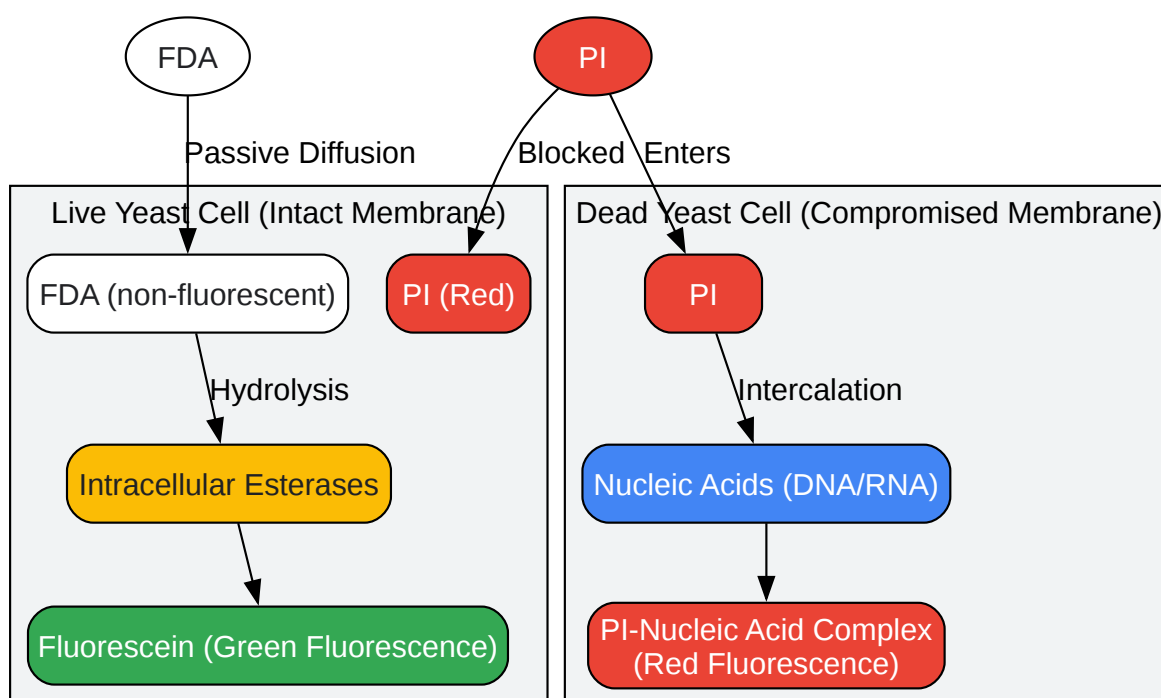 FDA
PI
Passive Diffusion
Blocked
Enters
Live Yeast Cell (Intact Membrane)
Dead Yeast Cell (Compromised Membrane)
FDA (non-fluorescent)
PI (Red)
PI
Hydrolysis
Intercalation
Intracellular Esterases
Nucleic Acids (DNA/RNA)
Fluorescein (Green Fluorescence)
PI-Nucleic Acid Complex
(Red Fluorescence)